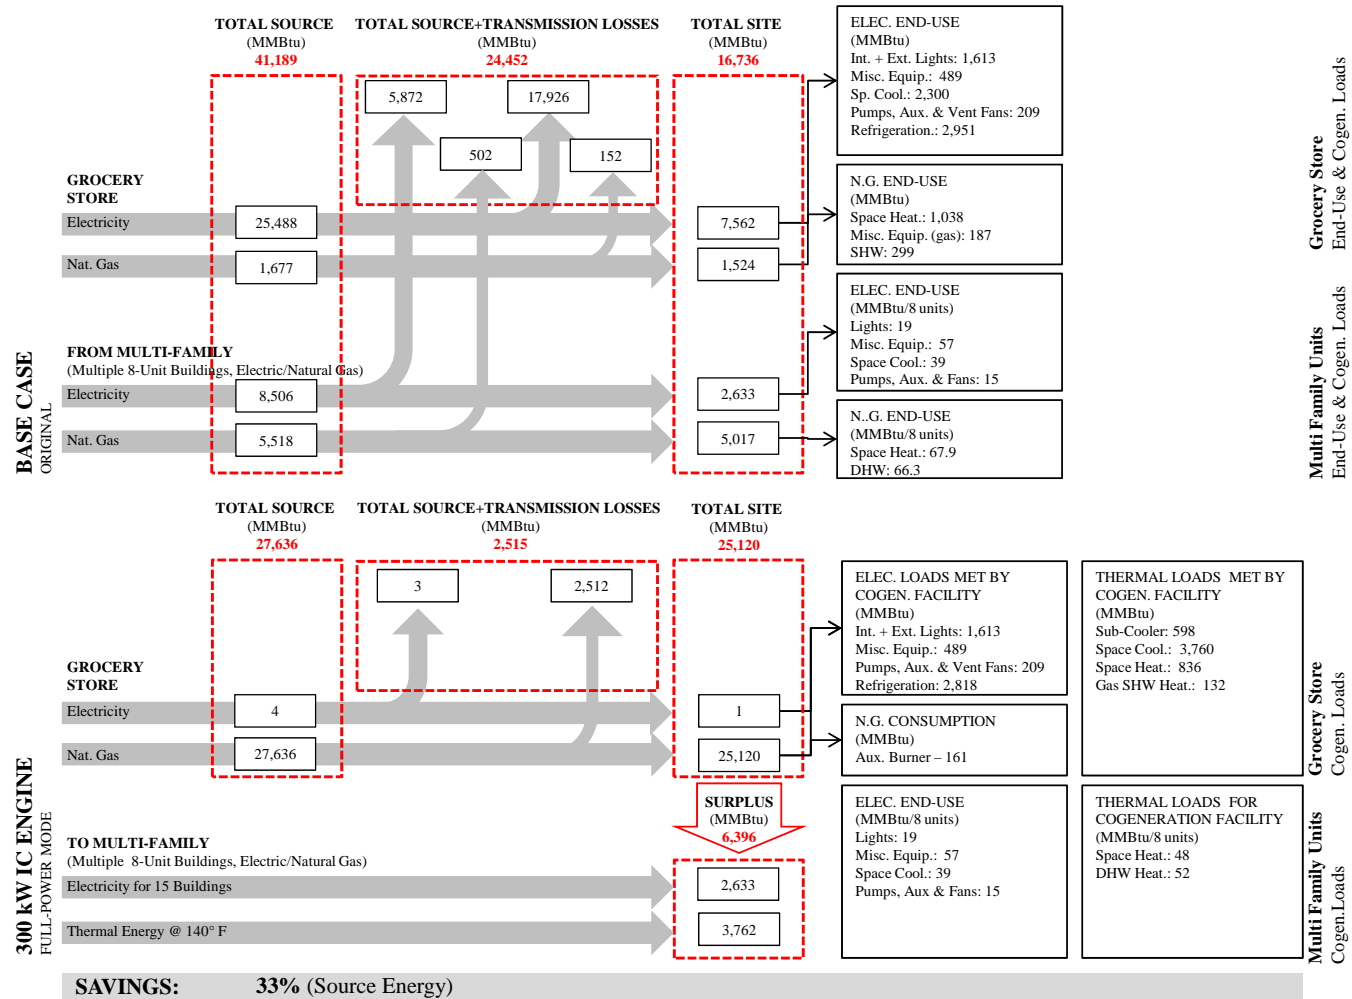 TOTAL SOURCE
(MMBtu)
41,189
TOTAL SOURCE+TRANSMISSION LOSSES
(MMBtu)
24,452
TOTAL SITE
(MMBtu)
16,736
5,872
17,926
502
152
GROCERY
STORE
Electricity
25,488
7,562
Nat. Gas
1,677
1,524
FROM MULTI-FAMILY
(Multiple 8-Unit Buildings, Electric/Natural Gas)
Electricity
8,506
2,633
Nat. Gas
5,518
5,017
BASE CASE
ORIGINAL
ELEC. END-USE
(MMBtu)
Int. + Ext. Lights: 1,613
Misc. Equip.: 489
Sp. Cool.: 2,300
Pumps, Aux. & Vent Fans: 209
Refrigeration.: 2,951
N.G. END-USE
(MMBtu)
Space Heat.: 1,038
Misc. Equip. (gas): 187
SHW: 299
ELEC. END-USE
(MMBtu/8 units)
Lights: 19
Misc. Equip.: 57
Space Cool.: 39
Pumps, Aux. & Fans: 15
N..G. END-USE
(MMBtu/8 units)
Space Heat.: 67.9
DHW: 66.3
Grocery Store
End-Use & Cogen. Loads
Multi Family Units
End-Use & Cogen. Loads
TOTAL SOURCE
(MMBtu)
27,636
TOTAL SOURCE+TRANSMISSION LOSSES
(MMBtu)
2,515
TOTAL SITE
(MMBtu)
25,120
3
2,512
GROCERY
STORE
Electricity
4
1
Nat. Gas
27,636
25,120
SURPLUS
(MMBtu)
6,396
TO MULTI-FAMILY
(Multiple 8-Unit Buildings, Electric/Natural Gas)
Electricity for 15 Buildings
2,633
Thermal Energy @ 140° F
3,762
300 kW IC ENGINE
FULL-POWER MODE
ELEC. LOADS MET BY
COGEN. FACILITY
(MMBtu)
Int. + Ext. Lights: 1,613
Misc. Equip.: 489
Pumps, Aux. & Vent Fans: 209
Refrigeration: 2,818
THERMAL LOADS MET BY
COGEN. FACILITY
(MMBtu)
Sub-Cooler: 598
Space Cool.: 3,760
Space Heat.: 836
Gas SHW Heat.: 132
N.G. CONSUMPTION
(MMBtu)
Aux. Burner – 161
ELEC. END-USE
(MMBtu/8 units)
Lights: 19
Misc. Equip.: 57
Space Cool.: 39
Pumps, Aux & Fans: 15
THERMAL LOADS FOR
COGENERATION FACILITY
(MMBtu/8 units)
Space Heat.: 48
DHW Heat.: 52
Grocery Store
Cogen. Loads
Multi Family Units
Cogen.Loads
SAVINGS: 33% (Source Energy)